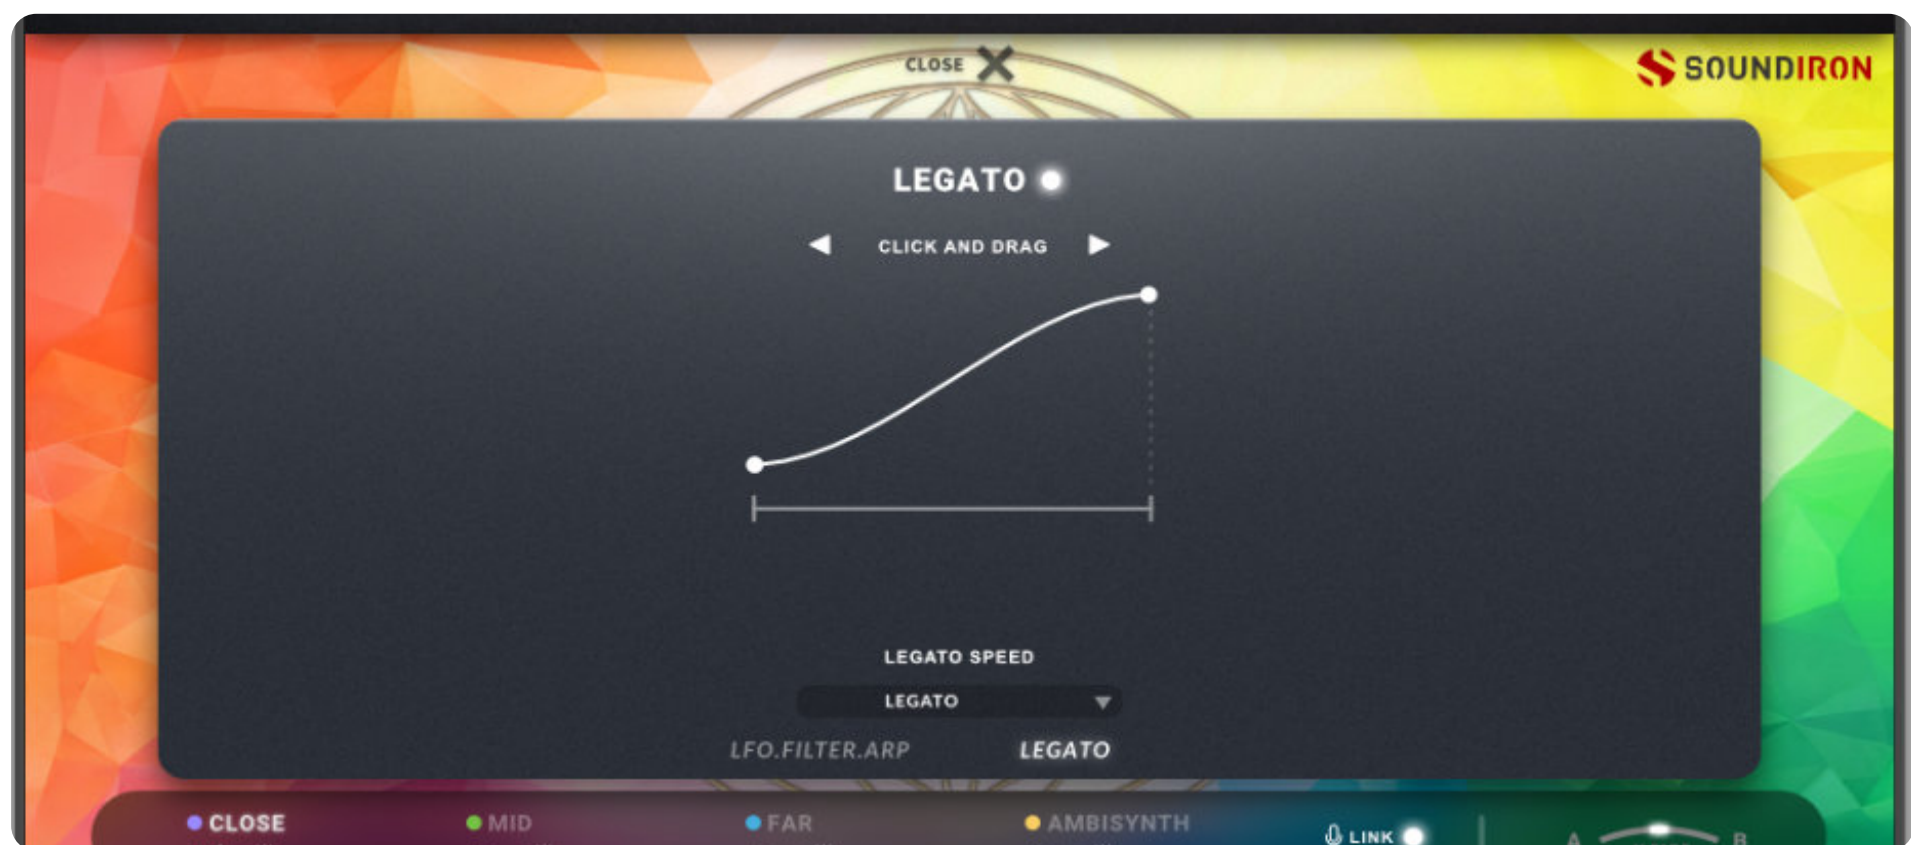 CLOSE
SOUNDIRON
LEGATO
CLICK AND DRAG
LEGATO SPEED
LEGATO
LFO.FILTER.ARP LEGATO
CLOSE MID FAR AMBISYNTH
LINK A B